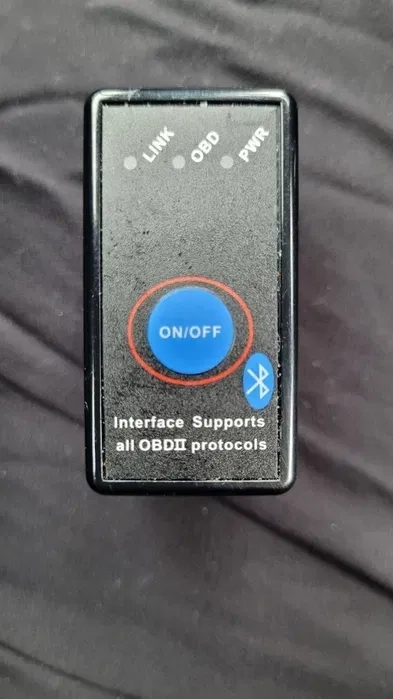 LINK OBD PWR
ON/OFF
Interface Supports
all OBDII protocols